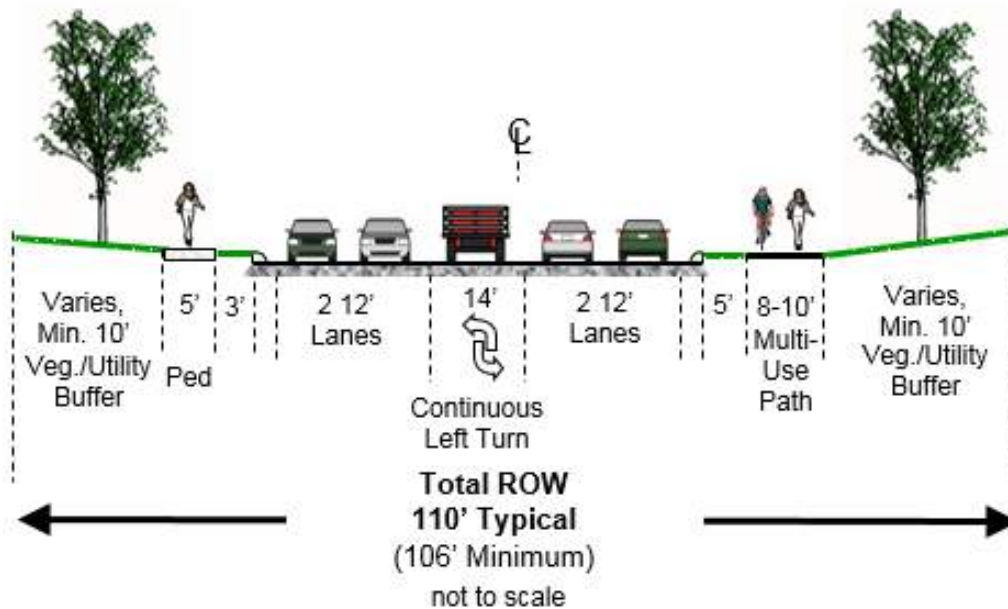 ℄
Varies,
Min. 10’
Veg./Utility
Buffer
5’
Ped
3’
2 12’
Lanes
14’
Continuous
Left Turn
2 12’
Lanes
5’
8-10’
Multi-
Use
Path
Varies,
Min. 10’
Veg./Utility
Buffer
Total ROW
110’ Typical
(106’ Minimum)
not to scale